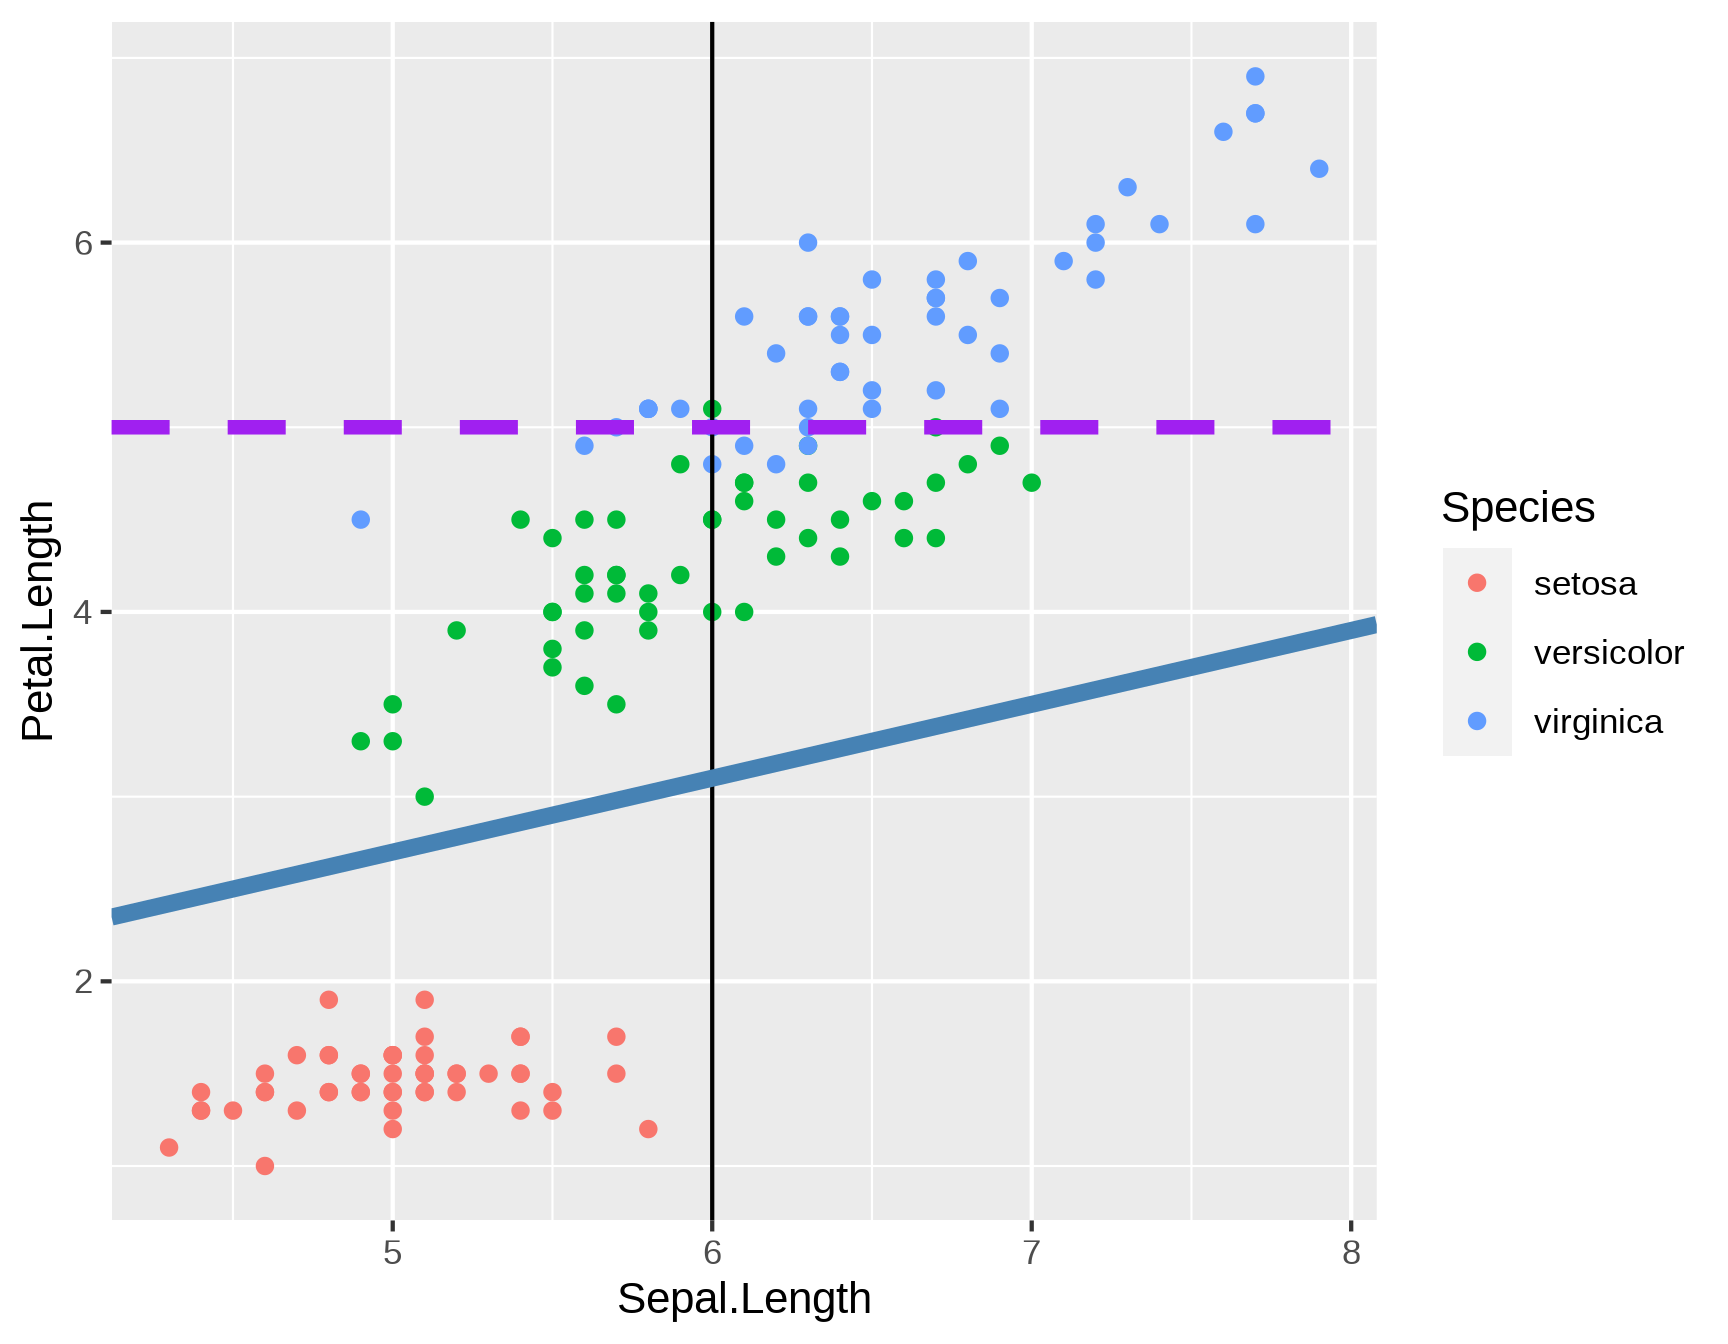 6
4
2
Petal.Length
5 6 7 8
Sepal.Length
Species
setosa
versicolor
virginica